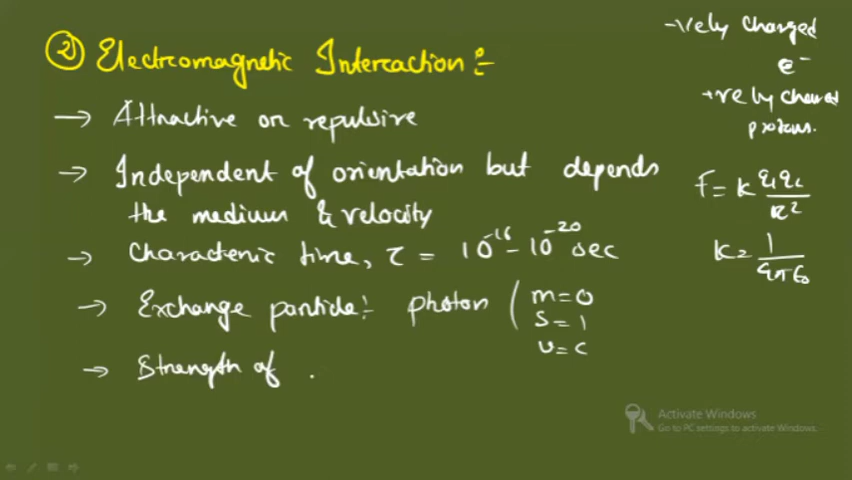 2) Electromagnetic Interaction :-
→ Attractive or repulsive
→ Independent of orientation but depends
the medium & velocity
→ Characteric time, τ = 10^-16 - 10^-20 sec
→ Exchange particle :- photon ( m = 0
S = 1
v = c
→ Strength of .
-vely charged
e^-
+vely charged
protons.
F = K q₁q₂/r²
K = 1/4πε₀
Activate Windows
Go to PC settings to activate Windows.